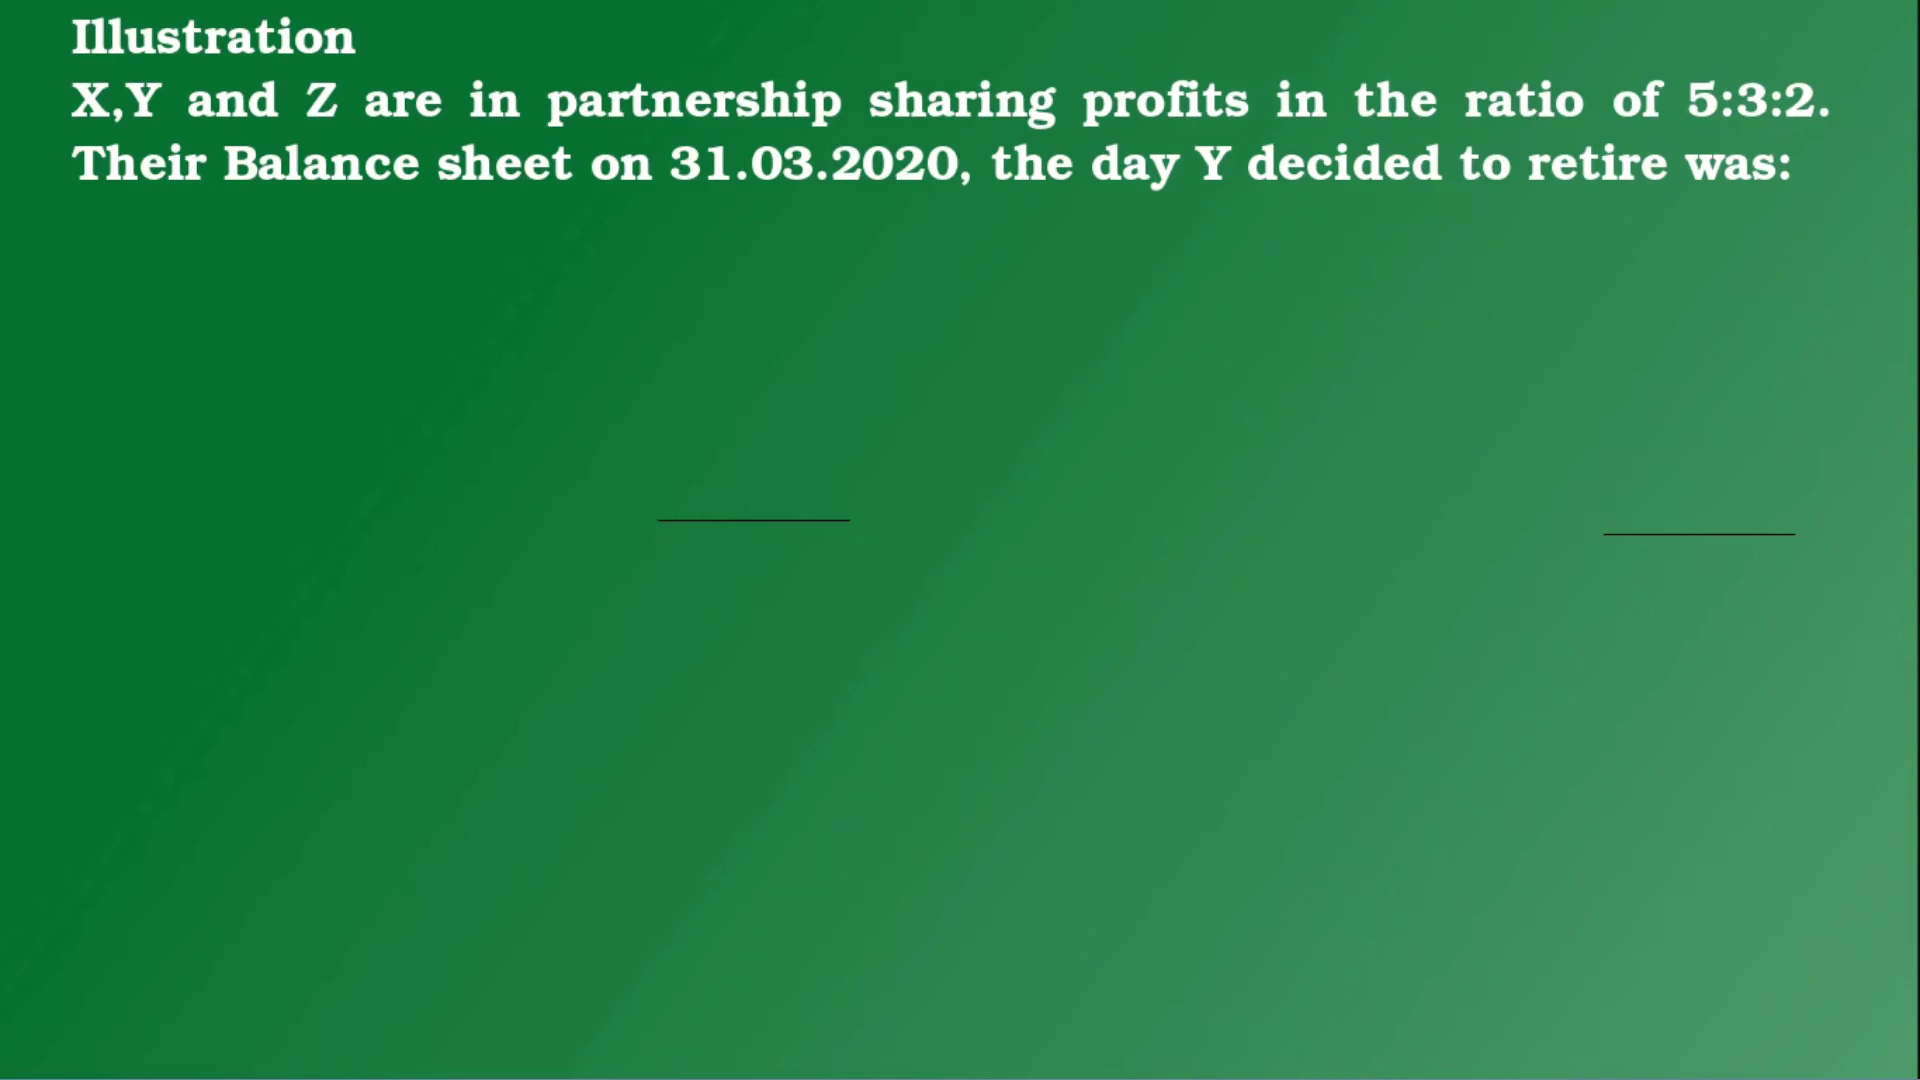 Illustration
X,Y and Z are in partnership sharing profits in the ratio of 5:3:2.
Their Balance sheet on 31.03.2020, the day Y decided to retire was: